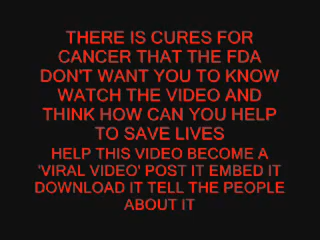 THERE IS CURES FOR
CANCER THAT THE FDA
DON'T WANT YOU TO KNOW
WATCH THE VIDEO AND
THINK HOW CAN YOU HELP
TO SAVE LIVES
HELP THIS VIDEO BECOME A
'VIRAL VIDEO' POST IT EMBED IT
DOWNLOAD IT TELL THE PEOPLE
ABOUT IT